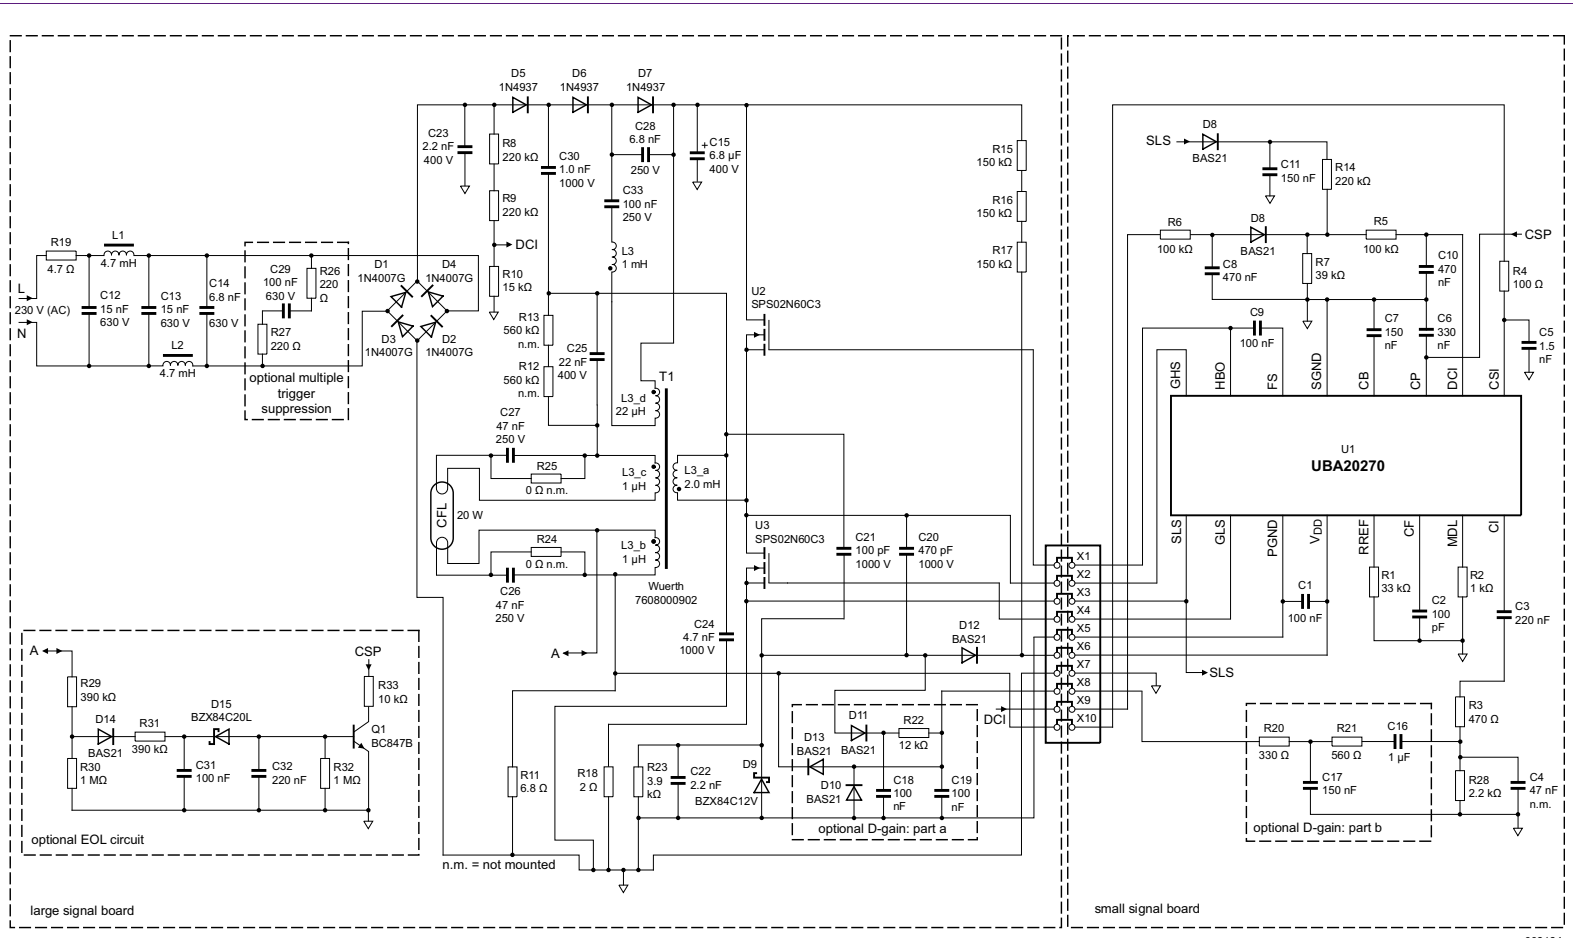 D5
1N4937
D6
1N4937
D7
1N4937
C23
2.2 nF
400 V
R8
220 kΩ
R9
220 kΩ
DCI
R10
15 kΩ
C30
1.0 nF
1000 V
C28
6.8 nF
250 V
C33
100 nF
250 V
L3
1 mH
+
C15
6.8 µF
400 V
R15
150 kΩ
R16
150 kΩ
R17
150 kΩ
L
230 V (AC)
N
R19
4.7 Ω
L1
4.7 mH
C12
15 nF
630 V
C13
15 nF
630 V
C14
6.8 nF
630 V
L2
4.7 mH
C29
100 nF
630 V
R26
220
Ω
R27
220 Ω
optional multiple
trigger
suppression
D1
1N4007G
D4
1N4007G
D3
1N4007G
D2
1N4007G
R13
560 kΩ
n.m.
R12
560 kΩ
n.m.
C25
22 nF
400 V
U2
SPS02N60C3
T1
L3_d
22 µH
L3_c
1 µH
L3_a
2.0 mH
L3_b
1 µH
Wuerth
7608000902
C27
47 nF
250 V
R25
0 Ω n.m.
CFL
20 W
R24
0 Ω n.m.
C26
47 nF
250 V
U3
SPS02N60C3
C21
100 pF
1000 V
C20
470 pF
1000 V
C24
4.7 nF
1000 V
A
D12
BAS21
A
R29
390 kΩ
D14
BAS21
R30
1 MΩ
R31
390 kΩ
D15
BZX84C20L
C31
100 nF
C32
220 nF
R32
1 MΩ
CSP
R33
10 kΩ
Q1
BC847B
optional EOL circuit
R11
6.8 Ω
R18
2 Ω
R23
3.9
kΩ
C22
2.2 nF
D9
BZX84C12V
D13
BAS21
D11
BAS21
R22
12 kΩ
D10
BAS21
C18
100
nF
C19
100
nF
optional D-gain: part a
n.m. = not mounted
large signal board
DCI
X1
X2
X3
X4
X5
X6
X7
X8
X9
X10
SLS
D8
BAS21
C11
150 nF
R14
220 kΩ
R6
100 kΩ
D8
BAS21
C8
470 nF
R7
39 kΩ
R5
100 kΩ
C10
470
nF
CSP
R4
100 Ω
C9
100 nF
C7
150
nF
C6
330
nF
C5
1.5
nF
GHS
HBO
FS
SGND
CB
CP
DCI
CSI
U1
UBA20270
SLS
GLS
PGND
VDD
RREF
CF
MDL
CI
C1
100 nF
R1
33 kΩ
C2
100
pF
R2
1 kΩ
C3
220 nF
SLS
R3
470 Ω
R20
330 Ω
R21
560 Ω
C16
1 µF
C17
150 nF
R28
2.2 kΩ
C4
47 nF
n.m.
optional D-gain: part b
small signal board